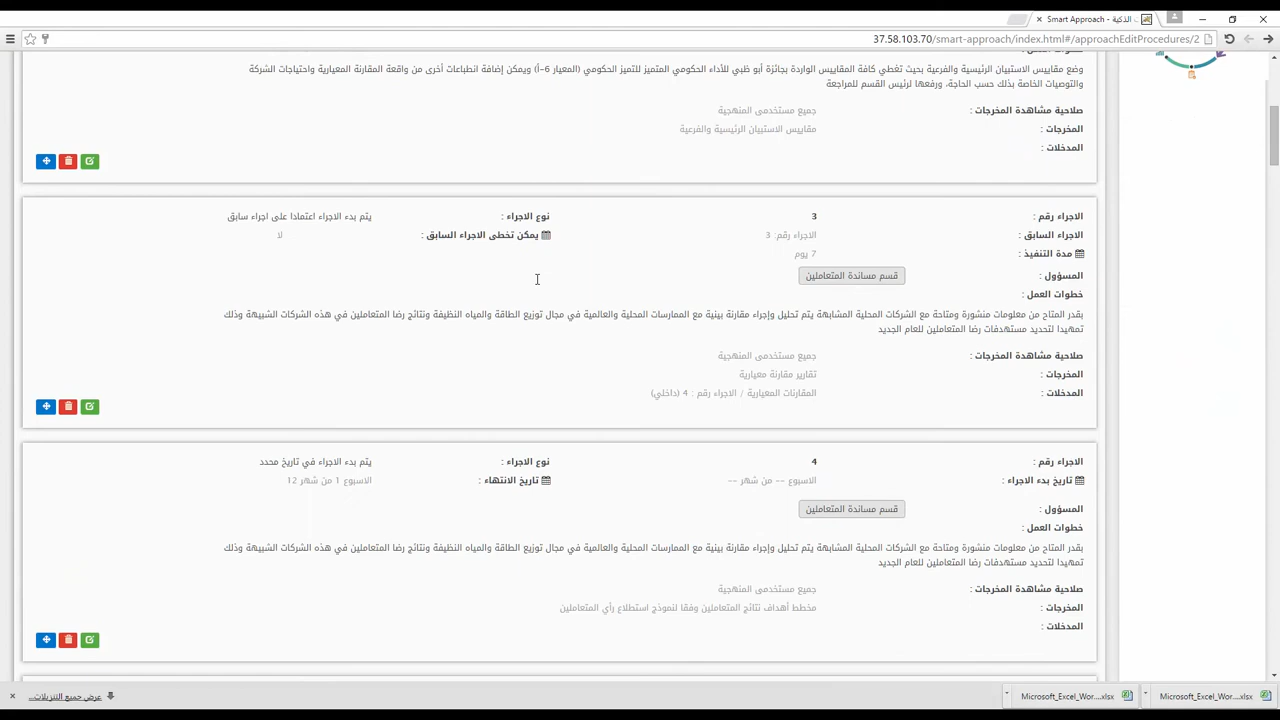 Smart Approach - الذكية
37.58.103.70/smart-approach/index.html#/approachEditProcedures/2
وضع مقاييس الاستبيان الرئيسية والفرعية بحيث تغطي كافة المقاييس الواردة بجائزة أبو ظبي للأداء الحكومي المتميز للتميز الحكومي (المعيار 6-أ) ويمكن إضافة انطباعات أخرى من واقعة المقارنة المعيارية واحتياجات الشركة
والتوصيات الخاصة بذلك حسب الحاجة، ورفعها لرئيس القسم للمراجعة
صلاحية مشاهدة المخرجات : جميع مستخدمى المنهجية
المخرجات : مقاييس الاستبيان الرئيسية والفرعية
المدخلات :
الاجراء رقم : 3 نوع الاجراء : يتم بدء الاجراء اعتمادا على اجراء سابق
الاجراء السابق : الاجراء رقم: 3 يمكن تخطى الاجراء السابق : لا
مدة التنفيذ : 7 يوم
المسؤول : قسم مساندة المتعاملين
خطوات العمل :
بقدر المتاح من معلومات منشورة ومتاحة مع الشركات المحلية المشابهة يتم تحليل وإجراء مقارنة بينية مع الممارسات المحلية والعالمية في مجال توزيع الطاقة والمياه النظيفة ونتائج رضا المتعاملين في هذه الشركات الشبيهة وذلك
تمهيدا لتحديد مستهدفات رضا المتعاملين للعام الجديد
صلاحية مشاهدة المخرجات : جميع مستخدمى المنهجية
المخرجات : تقارير مقارنة معيارية
المدخلات : المقارنات المعيارية / الاجراء رقم : 4 (داخلي)
الاجراء رقم : 4 نوع الاجراء : يتم بدء الاجراء في تاريخ محدد
تاريخ بدء الاجراء : الاسبوع -- من شهر -- تاريخ الانتهاء : الاسبوع 1 من شهر 12
المسؤول : قسم مساندة المتعاملين
خطوات العمل :
بقدر المتاح من معلومات منشورة ومتاحة مع الشركات المحلية المشابهة يتم تحليل وإجراء مقارنة بينية مع الممارسات المحلية والعالمية في مجال توزيع الطاقة والمياه النظيفة ونتائج رضا المتعاملين في هذه الشركات الشبيهة وذلك
تمهيدا لتحديد مستهدفات رضا المتعاملين للعام الجديد
صلاحية مشاهدة المخرجات : جميع مستخدمى المنهجية
المخرجات : مخطط أهداف نتائج المتعاملين وفقا لنموذج استطلاع رأي المتعاملين
المدخلات :
Microsoft_Excel_Wor....xlsx
Microsoft_Excel_Wor....xlsx
عرض جميع التنزيلات...